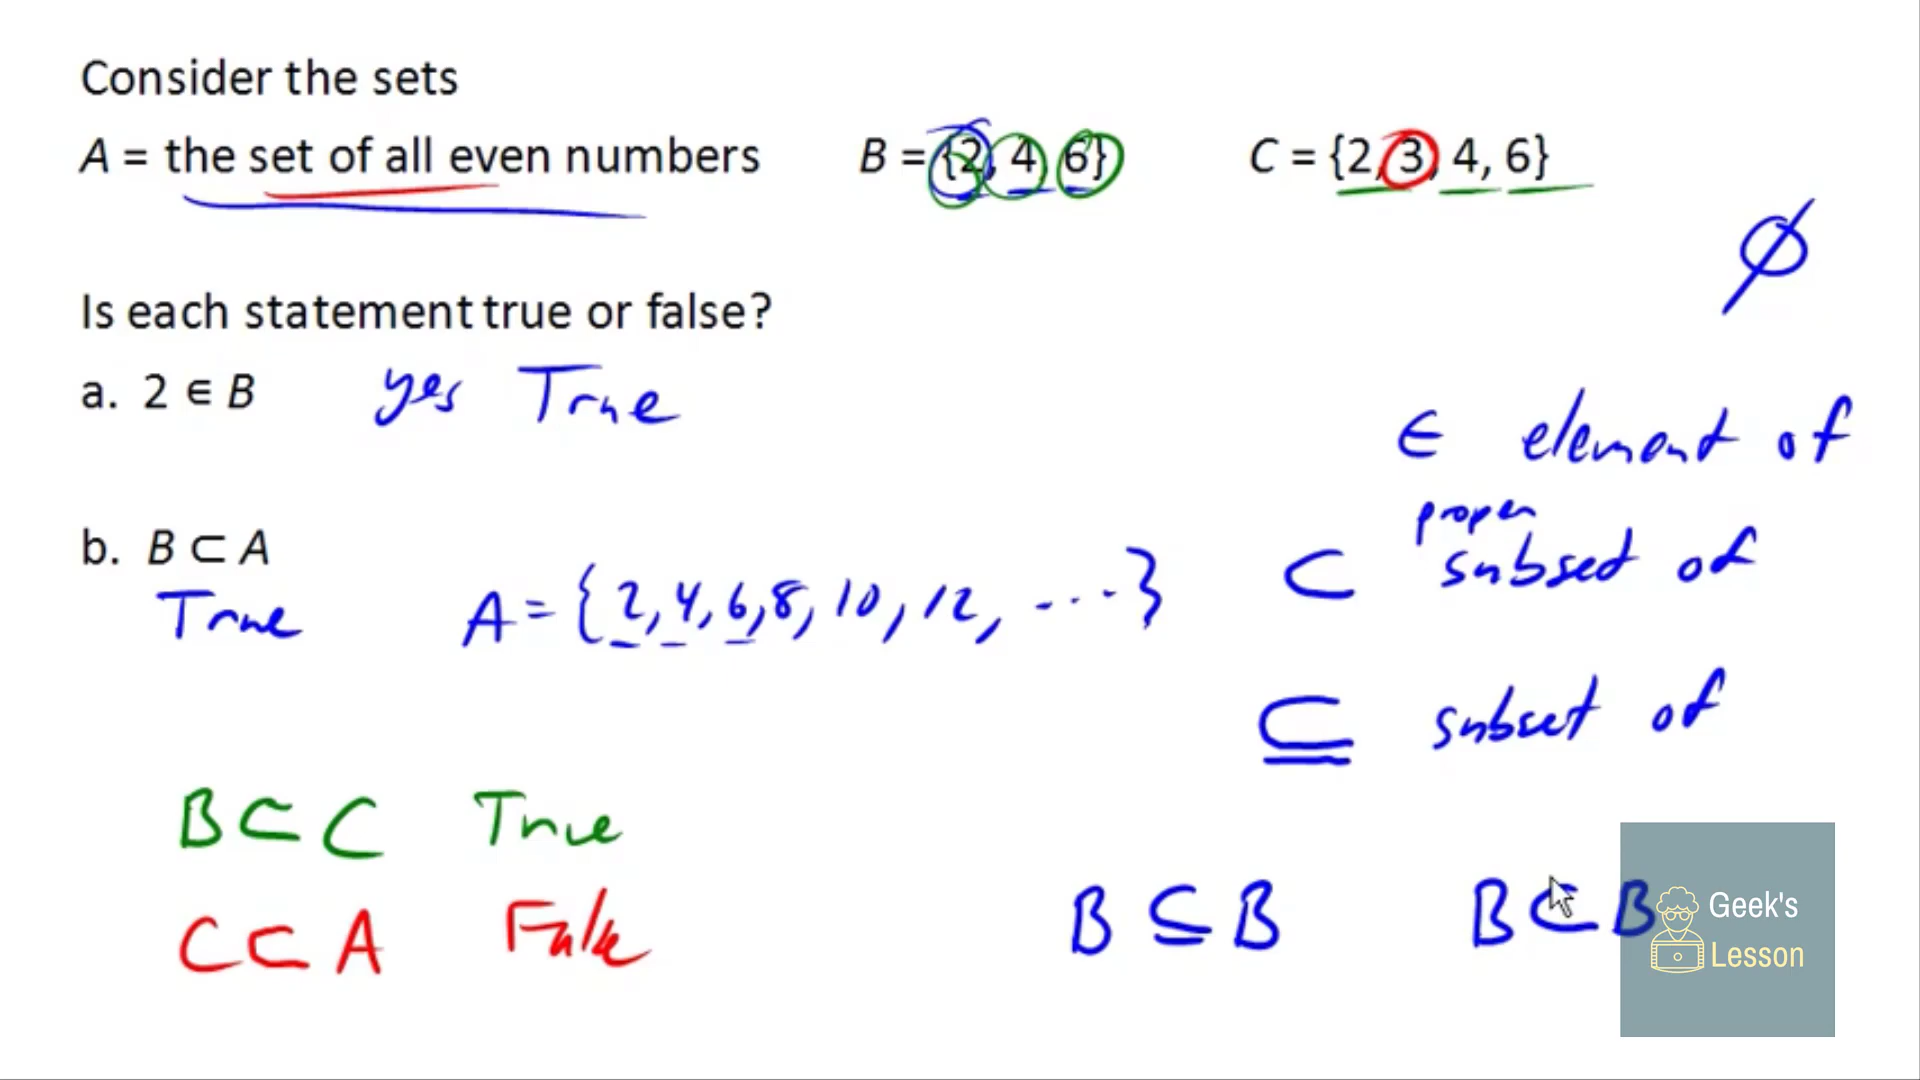 Consider the sets
A = the set of all even numbers B = {2, 4, 6} C = {2, 3, 4, 6}
∅
Is each statement true or false?
a. 2 ∈ B yes True
∈ element of
b. B ⊂ A
True A = {2, 4, 6, 8, 10, 12, ...}
⊂ proper subset of
⊆ subset of
B ⊂ C True
C ⊂ A False
B ⊆ B B ⊂ B
Geek's
Lesson